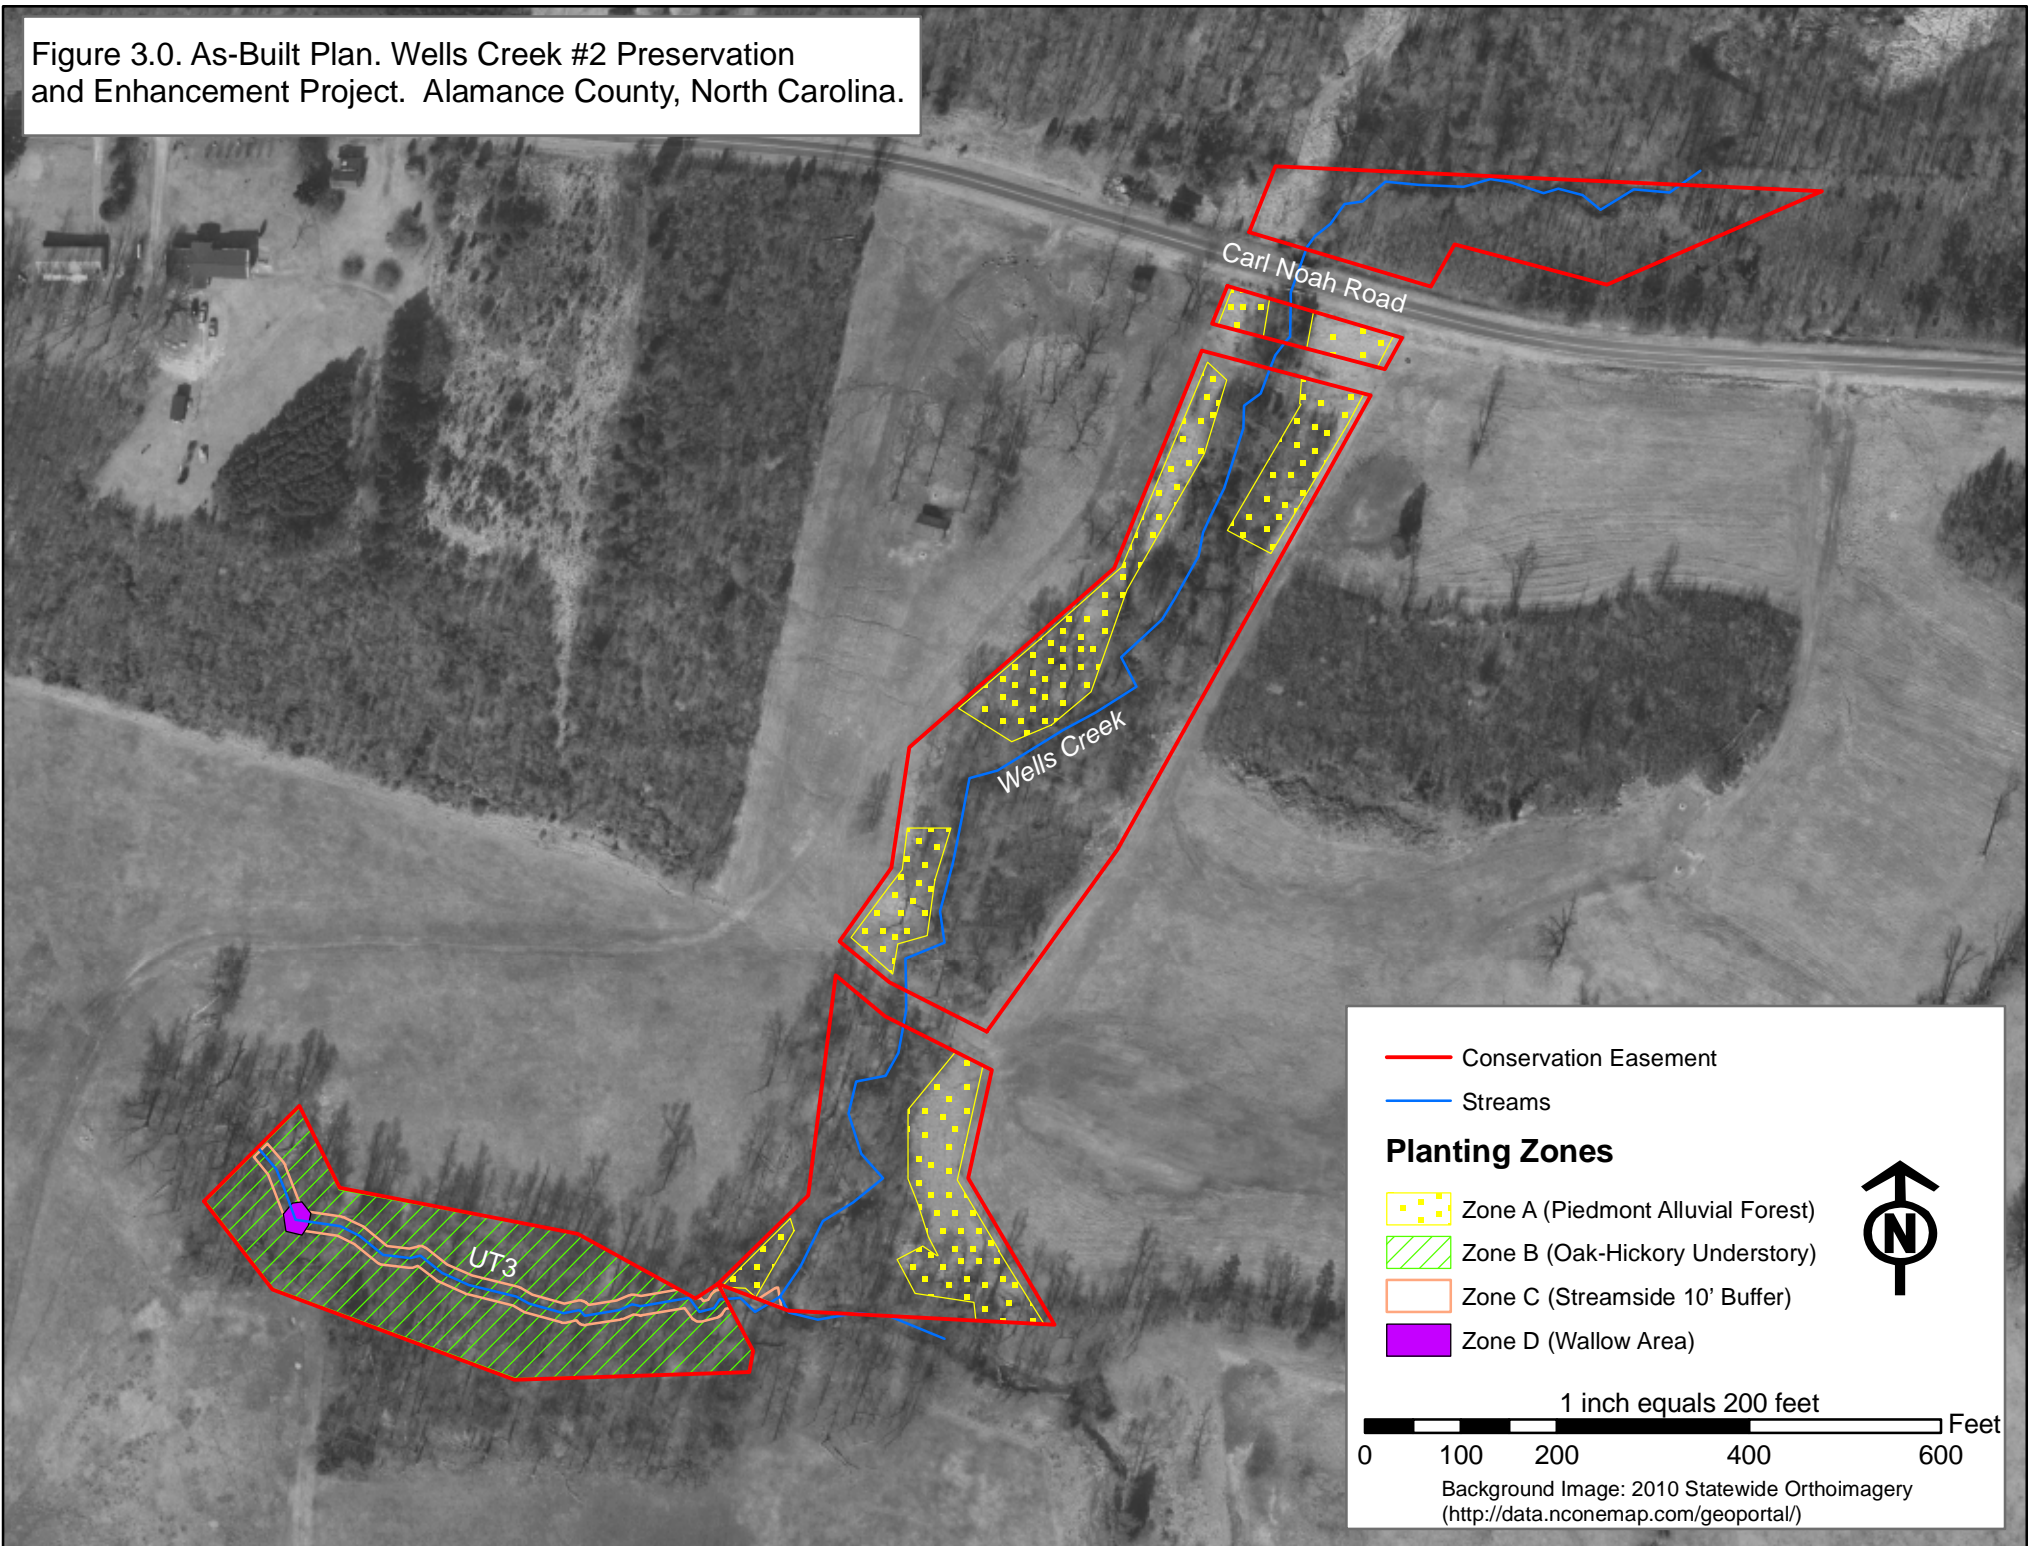 Figure 3.0. As-Built Plan. Wells Creek #2 Preservation
and Enhancement Project. Alamance County, North Carolina.
Carl Noah Road
Wells Creek
UT3
Conservation Easement
Streams
Planting Zones
Zone A (Piedmont Alluvial Forest)
Zone B (Oak-Hickory Understory)
Zone C (Streamside 10' Buffer)
Zone D (Wallow Area)
N
1 inch equals 200 feet
Feet
0 100 200 400 600
Background Image: 2010 Statewide Orthoimagery
(http://data.nconemap.com/geoportal/)